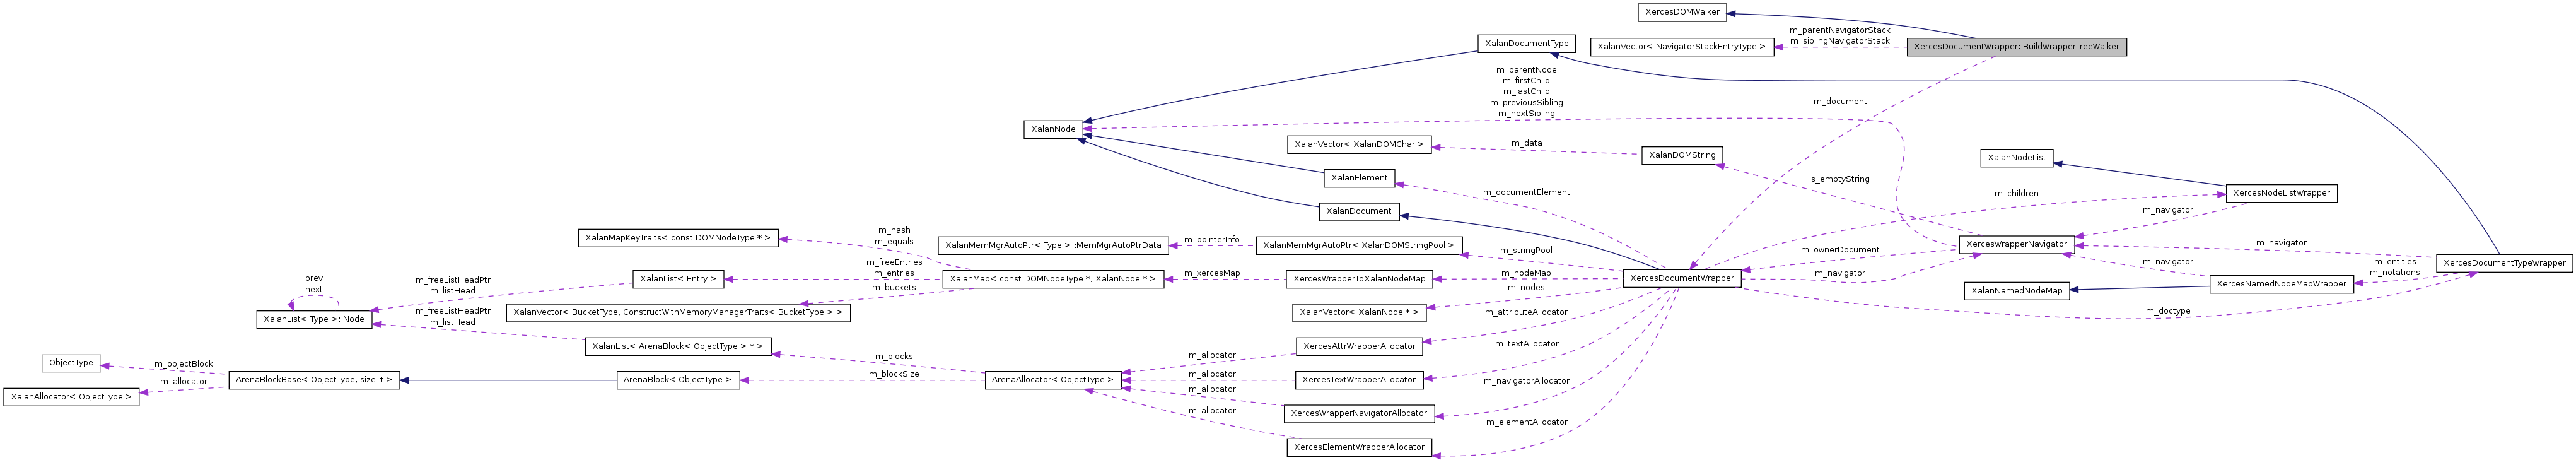 XercesDOMWalker
XalanDocumentType
XalanVector< NavigatorStackEntryType >
m_parentNavigatorStack
m_siblingNavigatorStack
XercesDocumentWrapper::BuildWrapperTreeWalker
m_parentNode
m_firstChild
m_lastChild
m_previousSibling
m_nextSibling
m_document
XalanNode
XalanVector< XalanDOMChar >
m_data
XalanDOMString
XalanNodeList
XalanElement
m_documentElement
s_emptyString
m_children
XercesNodeListWrapper
XalanDocument
m_navigator
XalanMapKeyTraits< const DOMNodeType * >
m_hash
m_equals
XalanMemMgrAutoPtr< Type >::MemMgrAutoPtrData
m_pointerInfo
XalanMemMgrAutoPtr< XalanDOMStringPool >
m_stringPool
m_ownerDocument
XercesWrapperNavigator
m_navigator
XercesDocumentTypeWrapper
prev
next
m_freeListHeadPtr
m_listHead
XalanList< Entry >
m_freeEntries
m_entries
XalanMap< const DOMNodeType *, XalanNode * >
m_xercesMap
XercesWrapperToXalanNodeMap
m_nodeMap
XercesDocumentWrapper
m_navigator
m_navigator
m_entities
m_notations
XercesNamedNodeMapWrapper
XalanNamedNodeMap
m_buckets
m_nodes
XalanList< Type >::Node
m_freeListHeadPtr
m_listHead
XalanVector< BucketType, ConstructWithMemoryManagerTraits< BucketType > >
XalanVector< XalanNode * >
m_attributeAllocator
m_doctype
XalanList< ArenaBlock< ObjectType > * >
XercesAttrWrapperAllocator
m_textAllocator
ObjectType
m_objectBlock
m_blocks
m_allocator
m_allocator
ArenaBlockBase< ObjectType, size_t >
ArenaBlock< ObjectType >
m_blockSize
ArenaAllocator< ObjectType >
m_allocator
XercesTextWrapperAllocator
m_navigatorAllocator
XalanAllocator< ObjectType >
m_allocator
XercesWrapperNavigatorAllocator
m_allocator
m_elementAllocator
XercesElementWrapperAllocator